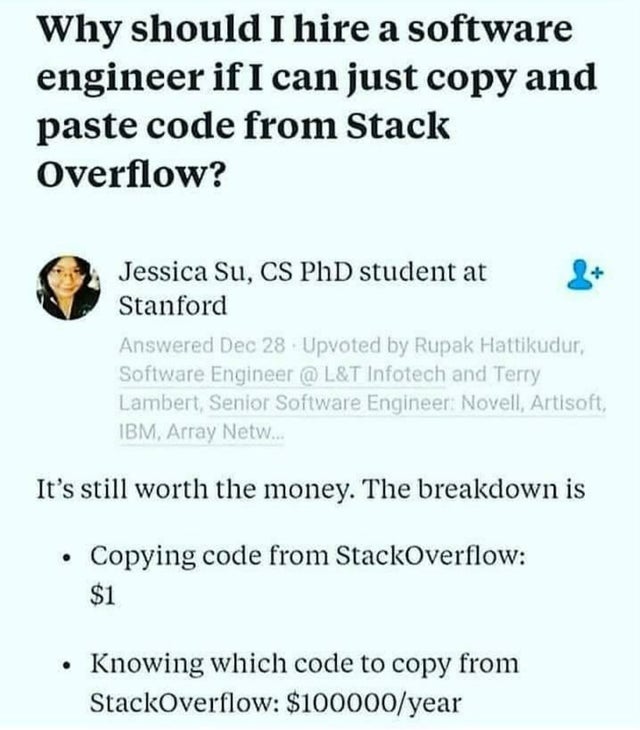 Why should I hire a software
engineer if I can just copy and
paste code from Stack
Overflow?
Jessica Su, CS PhD student at
Stanford
Answered Dec 28 · Upvoted by Rupak Hattikudur,
Software Engineer @ L&T Infotech and Terry
Lambert, Senior Software Engineer: Novell, Artisoft,
IBM, Array Netw...
It's still worth the money. The breakdown is
• Copying code from StackOverflow:
$1
• Knowing which code to copy from
StackOverflow: $100000/year